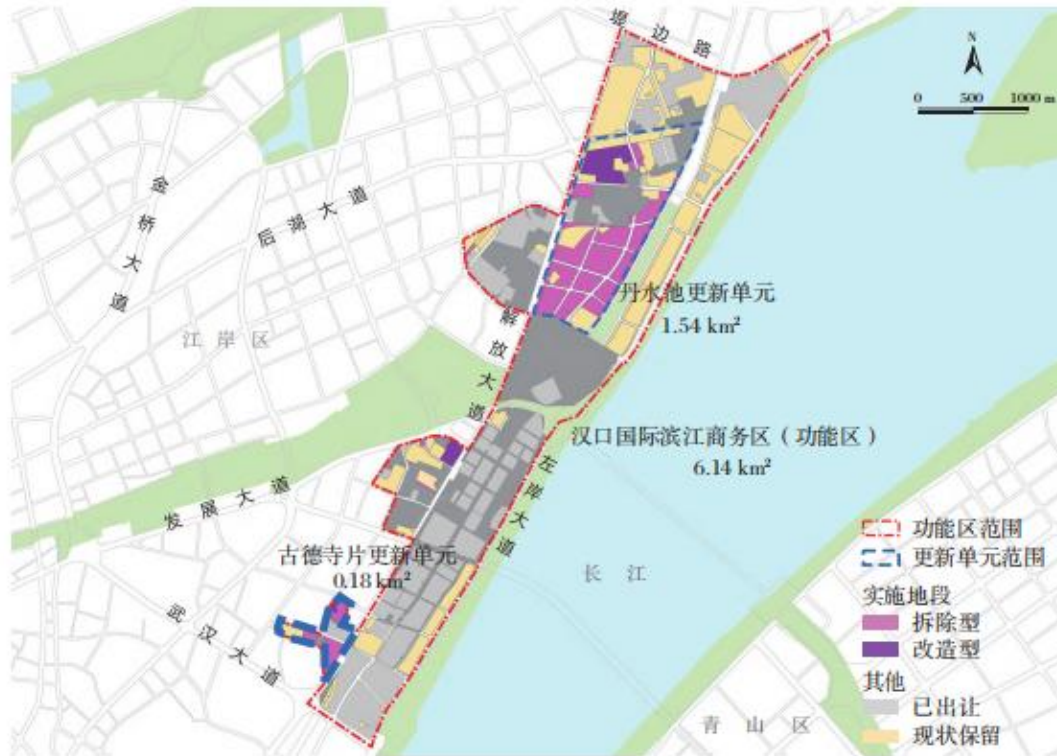 堤边路
N
0 500 1000 m
金桥大道
后湖大道
江岸区
解放大道
丹水池更新单元
1.54 km²
汉口国际滨江商务区（功能区）
6.14 km²
左岸大道
发展大道
古德寺片更新单元
0.18 km²
长江
武汉大道
青山区
功能区范围
更新单元范围
实施地段
拆除型
改造型
其他
已出让
现状保留